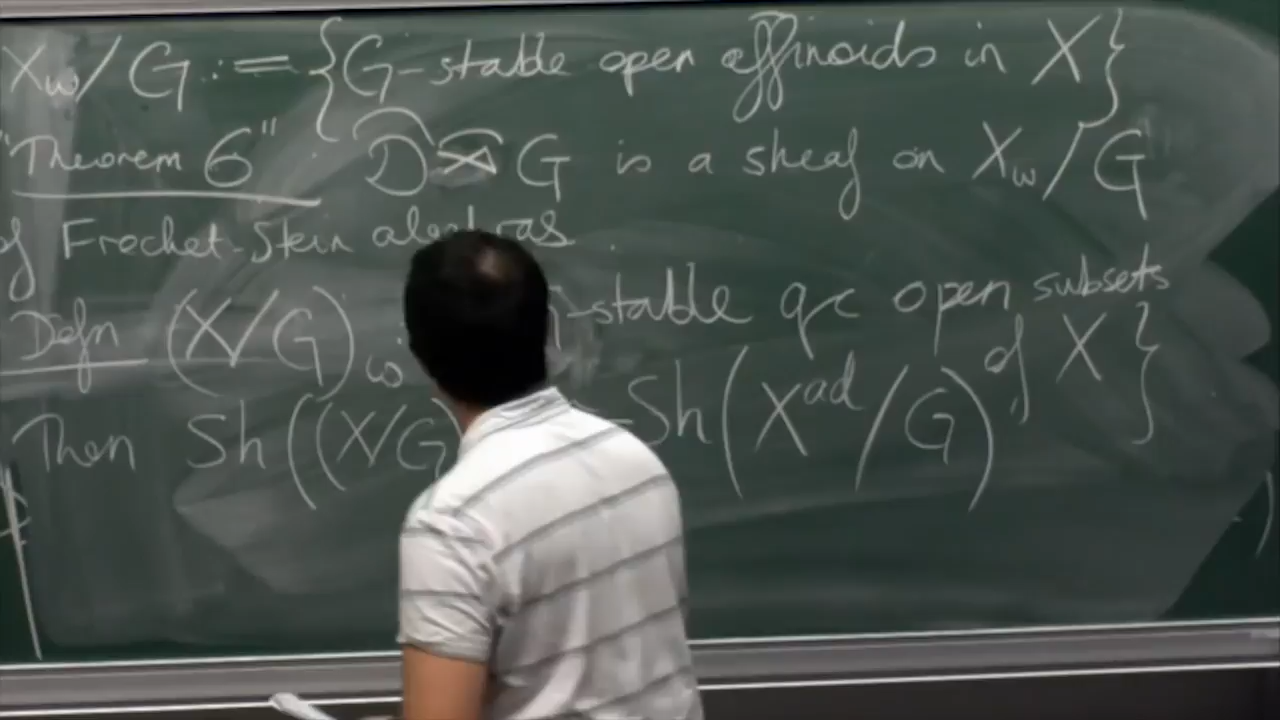 X_w/G := {G-stable open affinoids in X}
"Theorem 6" D⋊G is a sheaf on X_w/G
of Frechet-Stein algebras.
Defn (X/G)_w -stable qc open subsets
of X}
Then Sh((X/G) Sh(X^ad/G)